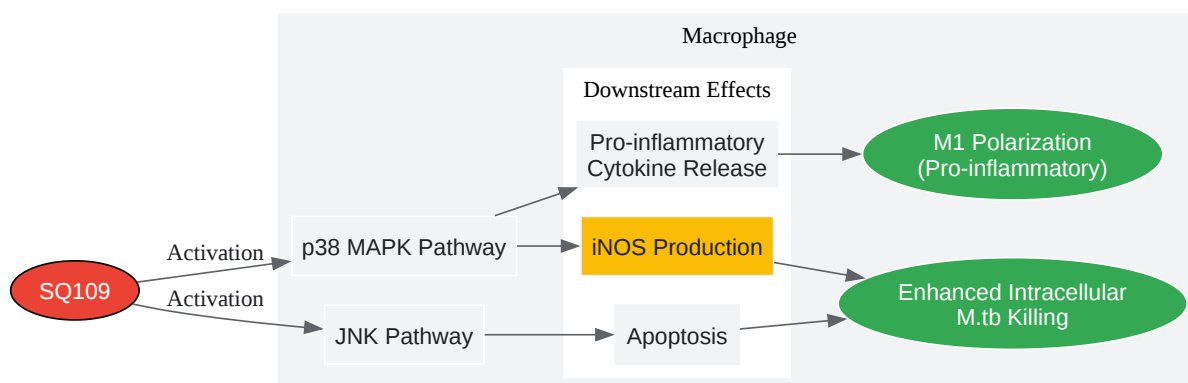 Macrophage
Downstream Effects
Pro-inflammatory
Cytokine Release
M1 Polarization
(Pro-inflammatory)
Activation
p38 MAPK Pathway
iNOS Production
SQ109
Activation
Enhanced Intracellular
M.tb Killing
JNK Pathway
Apoptosis